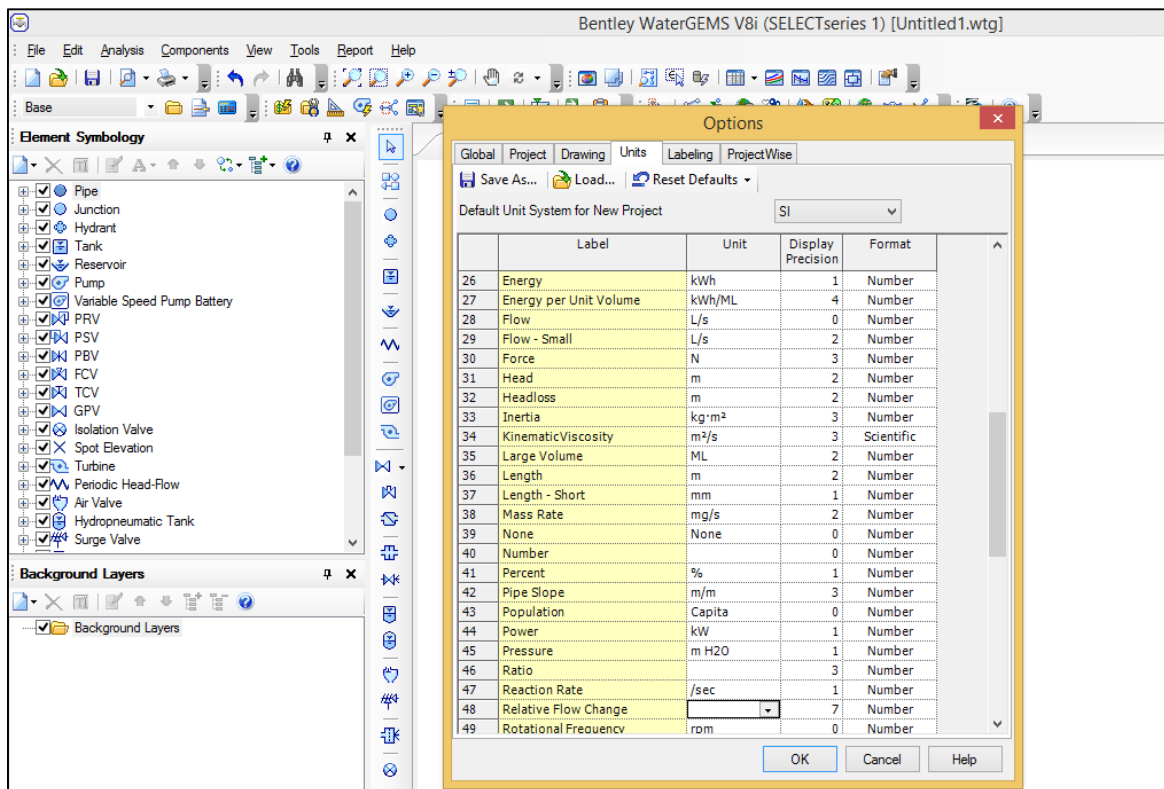 Bentley WaterGEMS V8i (SELECTseries 1) [Untitled1.wtg]
File Edit Analysis Components View Tools Report Help
Base
Element Symbology
Pipe
Junction
Hydrant
Tank
Reservoir
Pump
Variable Speed Pump Battery
PRV
PSV
PBV
FCV
TCV
GPV
Isolation Valve
Spot Elevation
Turbine
Periodic Head-Flow
Air Valve
Hydropneumatic Tank
Surge Valve
Background Layers
Background Layers
Options
Global Project Drawing Units Labeling ProjectWise
Save As... Load... Reset Defaults
Default Unit System for New Project SI
Label Unit Display Precision Format
26 Energy kWh 1 Number
27 Energy per Unit Volume kWh/ML 4 Number
28 Flow L/s 0 Number
29 Flow - Small L/s 2 Number
30 Force N 3 Number
31 Head m 2 Number
32 Headloss m 2 Number
33 Inertia kg·m² 3 Number
34 KinematicViscosity m²/s 3 Scientific
35 Large Volume ML 2 Number
36 Length m 2 Number
37 Length - Short mm 1 Number
38 Mass Rate mg/s 2 Number
39 None None 0 Number
40 Number 0 Number
41 Percent % 1 Number
42 Pipe Slope m/m 3 Number
43 Population Capita 0 Number
44 Power kW 1 Number
45 Pressure m H2O 1 Number
46 Ratio 3 Number
47 Reaction Rate /sec 1 Number
48 Relative Flow Change 7 Number
49 Rotational Frequency rpm 0 Number
OK Cancel Help